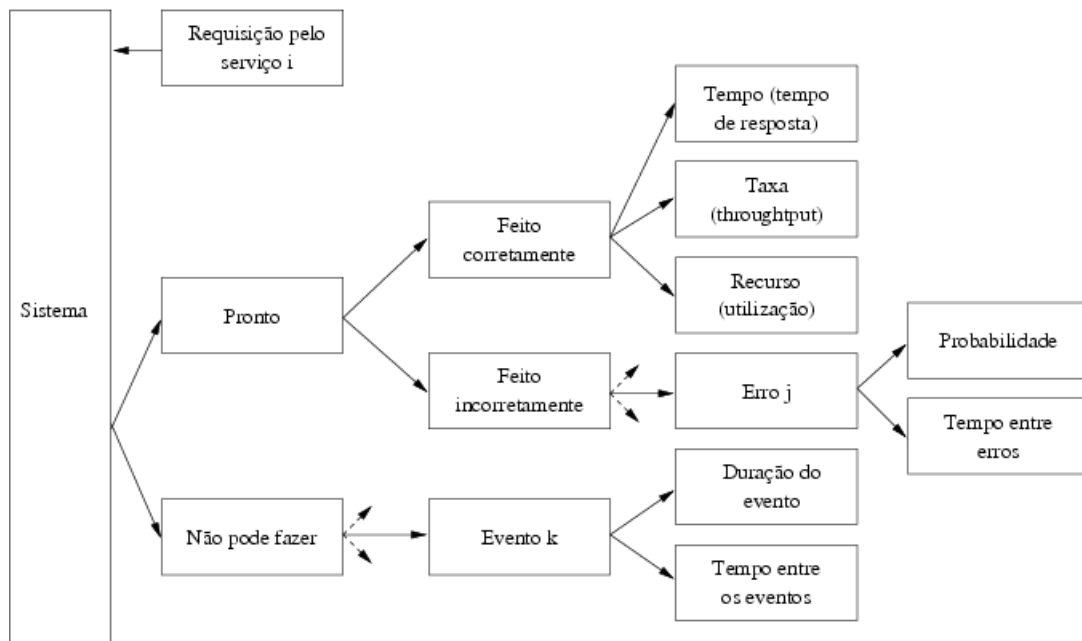 Requisição pelo
serviço i
Tempo (tempo
de resposta)
Taxa
(throughtput)
Feito
corretamente
Recurso
(utilização)
Sistema
Pronto
Probabilidade
Feito
incorretamente
Erro j
Tempo entre
erros
Duração do
evento
Não pode fazer
Evento k
Tempo entre
os eventos